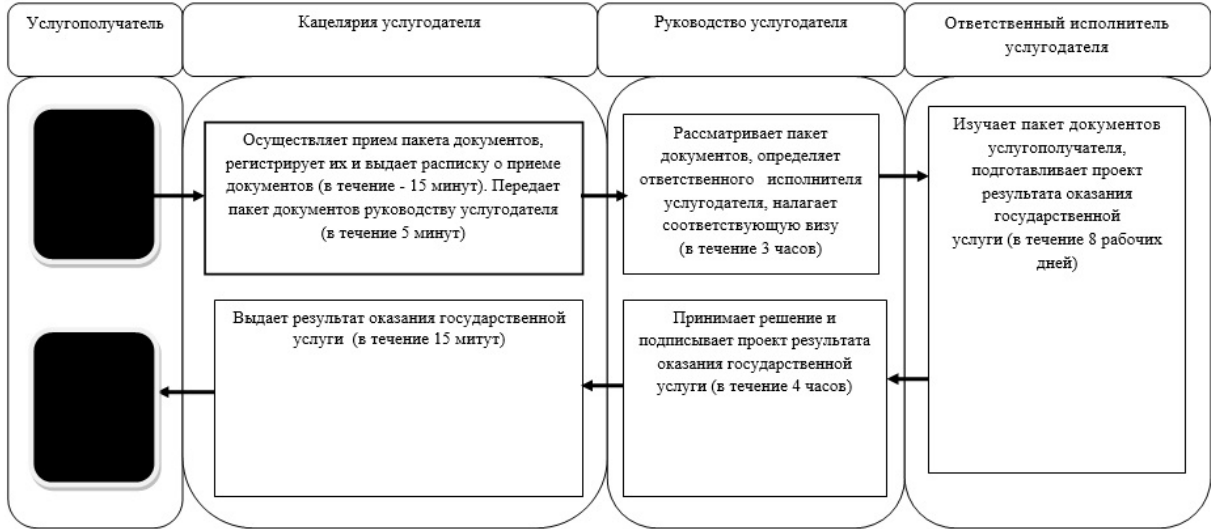 Услугополучатель
Кацелярия услугодателя
Руководство услугодателя
Ответственный исполнитель
услугодателя
Осуществляет прием пакета документов,
регистрирует их и выдает расписку о приеме
документов (в течение - 15 минут). Передает
пакет документов руководству услугодателя
(в течение 5 минут)
Рассматривает пакет
документов, определяет
ответственного исполнителя
услугодателя, налагает
соответствующую визу
(в течение 3 часов)
Изучает пакет документов
услугополучателя,
подготавливает проект
результата оказания
государственной
услуги (в течение 8 рабочих
дней)
Выдает результат оказания государственной
услуги (в течение 15 митут)
Принимает решение и
подписывает проект результата
оказания государственной
услуги (в течение 4 часов)